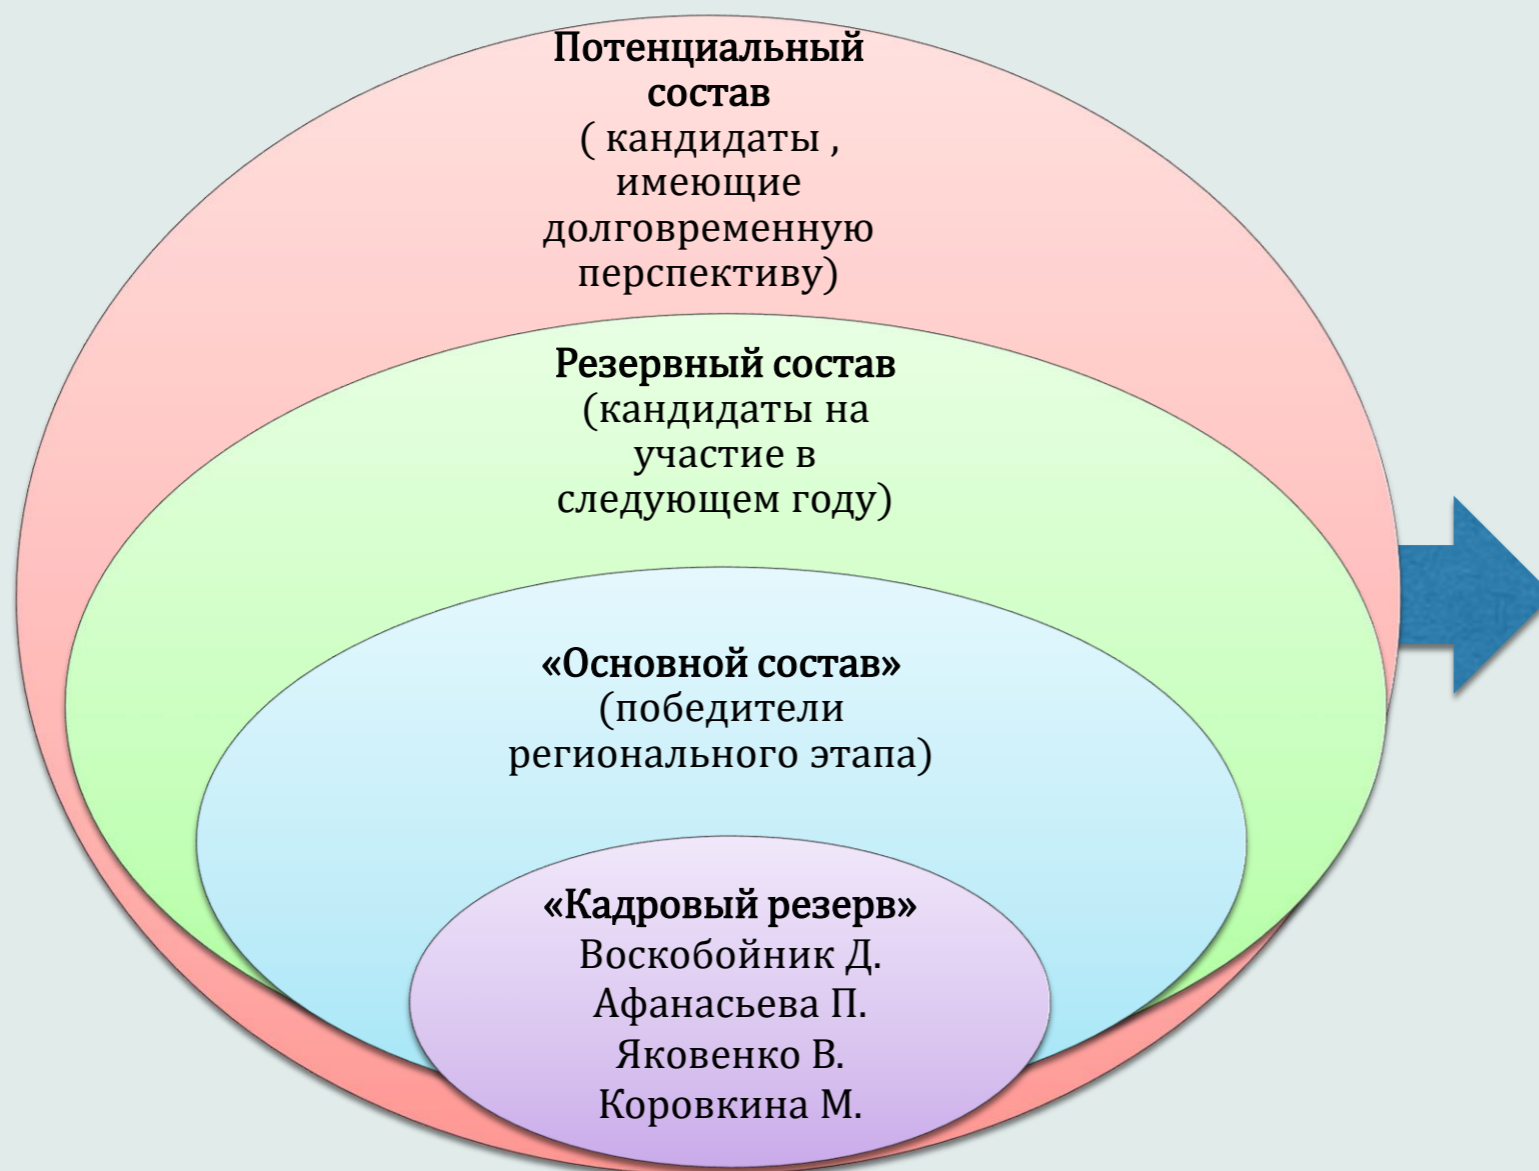 Потенциальный
состав
( кандидаты ,
имеющие
долговременную
перспективу)
Резервный состав
(кандидаты на
участие в
следующем году)
«Основной состав»
(победители
регионального этапа)
«Кадровый резерв»
Воскобойник Д.
Афанасьева П.
Яковенко В.
Коровкина М.